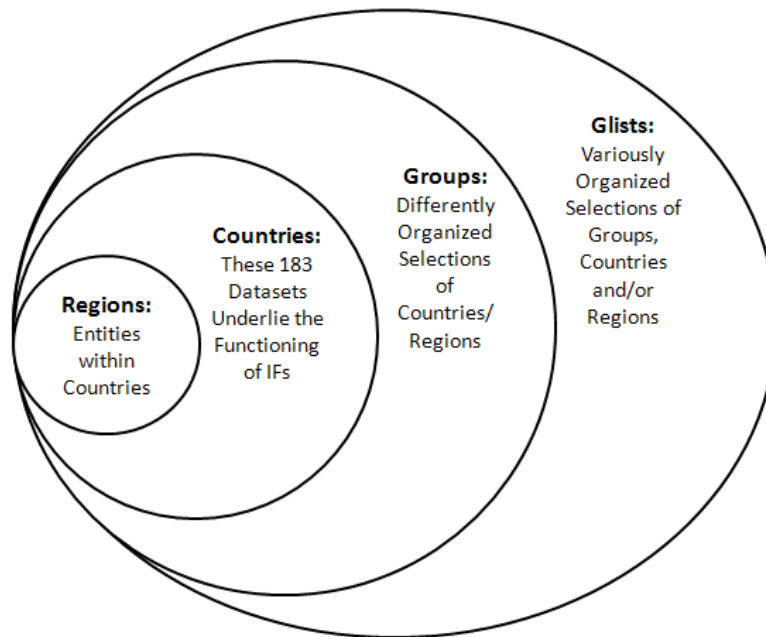 Regions:
Entities
within
Countries
Countries:
These 183
Datasets
Underlie the
Functioning
of IFs
Groups:
Differently
Organized
Selections
of
Countries/
Regions
Glists:
Variously
Organized
Selections of
Groups,
Countries
and/or
Regions